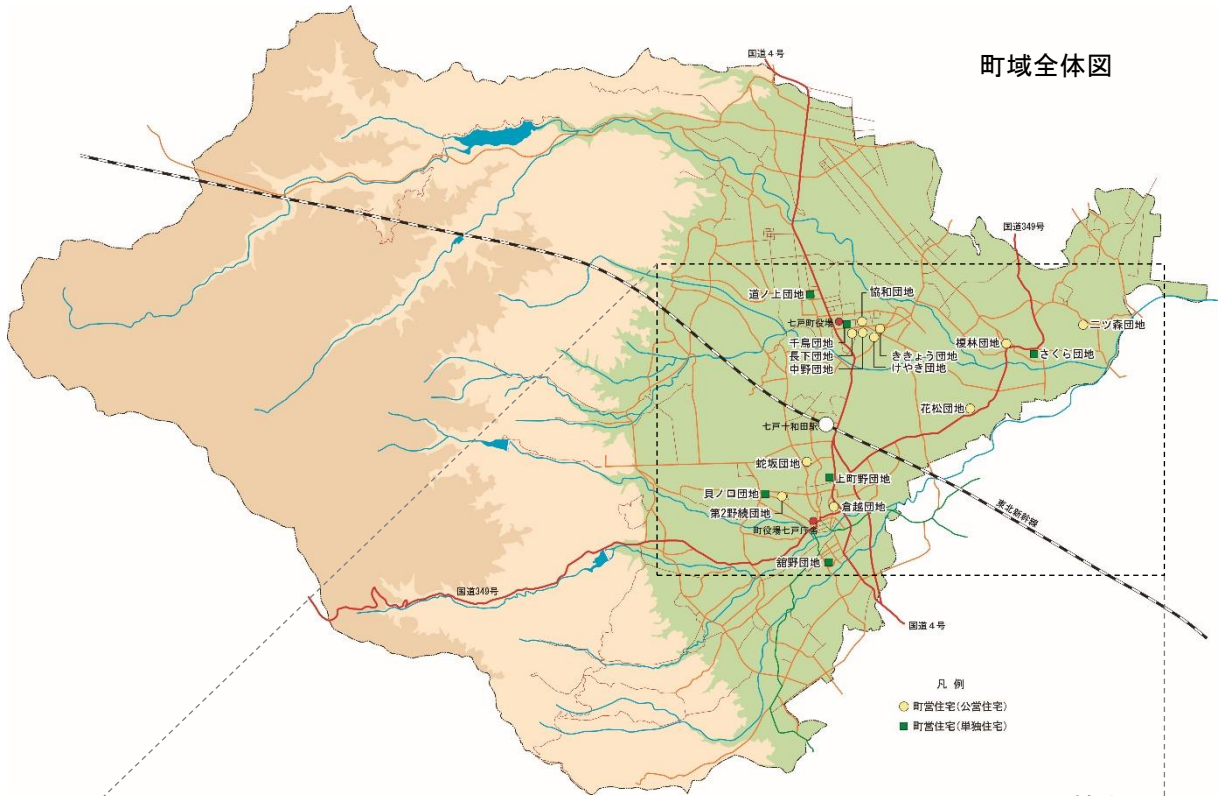 国道4号
町域全体図
国道349号
道ノ上団地
協和団地
七戸町役場
二ツ森団地
千鳥団地
榎林団地
長下団地
ききょう団地
さくら団地
中野団地
けやき団地
花松団地
七戸十和田駅
蛇坂団地
上町野団地
貝ノ口団地
倉越団地
第2野続団地
東北新幹線
町役場七戸庁舎
舘野団地
国道349号
国道4号
凡例
町営住宅(公営住宅)
町営住宅(単独住宅)